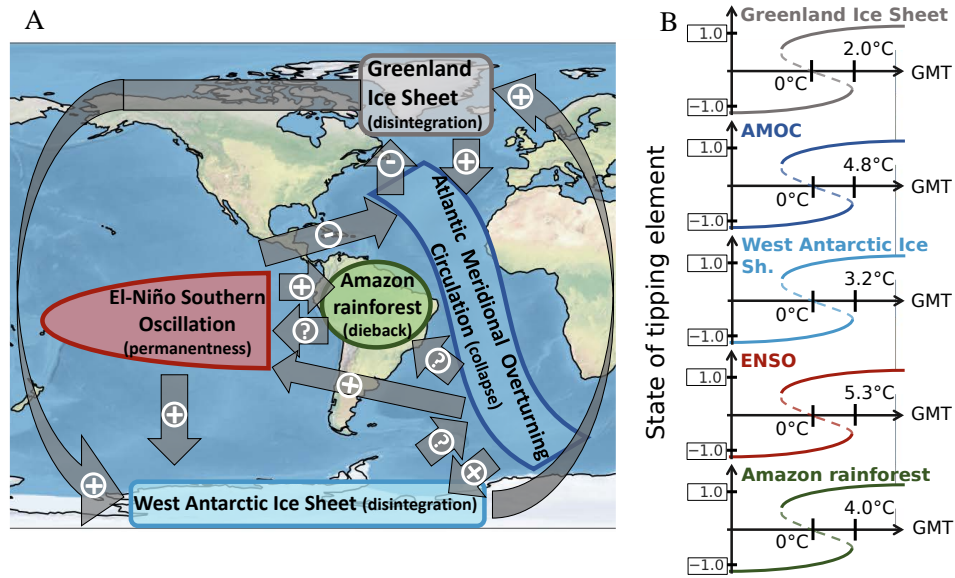 A
Greenland
Ice Sheet
(disintegration)
+
-
+
-
Atlantic Meridional Overturning
Circulation (collapse)
El-Niño Southern
Oscillation
(permanentness)
+
?
Amazon
rainforest
(dieback)
?
+
+
?
+
+
West Antarctic Ice Sheet (disintegration)
B
State of tipping element
Greenland Ice Sheet
1.0
2.0°C
0°C
GMT
−1.0
AMOC
1.0
4.8°C
0°C
GMT
−1.0
West Antarctic Ice
Sh.
1.0
3.2°C
0°C
GMT
−1.0
ENSO
1.0
5.3°C
0°C
GMT
−1.0
Amazon rainforest
1.0
4.0°C
0°C
GMT
−1.0